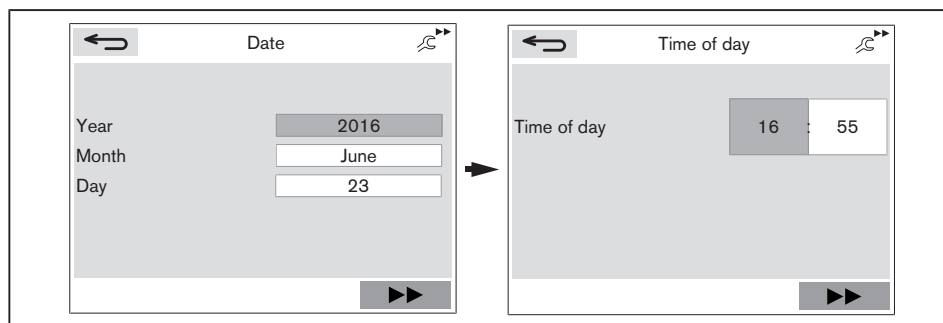 Date
Year 2016
Month June
Day 23
Time of day
Time of day 16 : 55